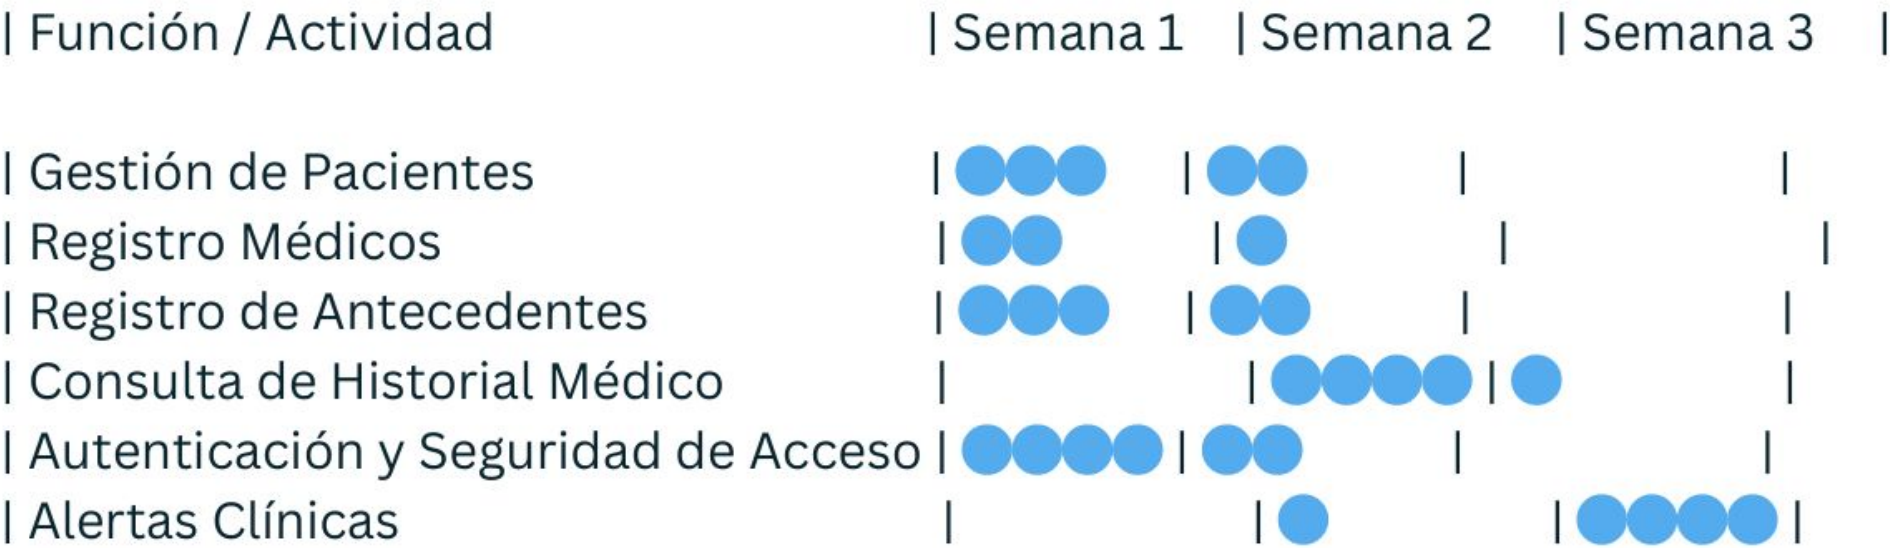 | Función / Actividad | Semana 1 | Semana 2 | Semana 3 |
| Gestión de Pacientes | 🔵🔵🔵 | 🔵🔵 | |
| Registro Médicos | 🔵🔵 | 🔵 | |
| Registro de Antecedentes | 🔵🔵🔵 | 🔵🔵 | |
| Consulta de Historial Médico | | 🔵🔵🔵🔵 | 🔵 |
| Autenticación y Seguridad de Acceso | 🔵🔵🔵🔵 | 🔵🔵 | |
| Alertas Clínicas | | 🔵 | 🔵🔵🔵🔵 |